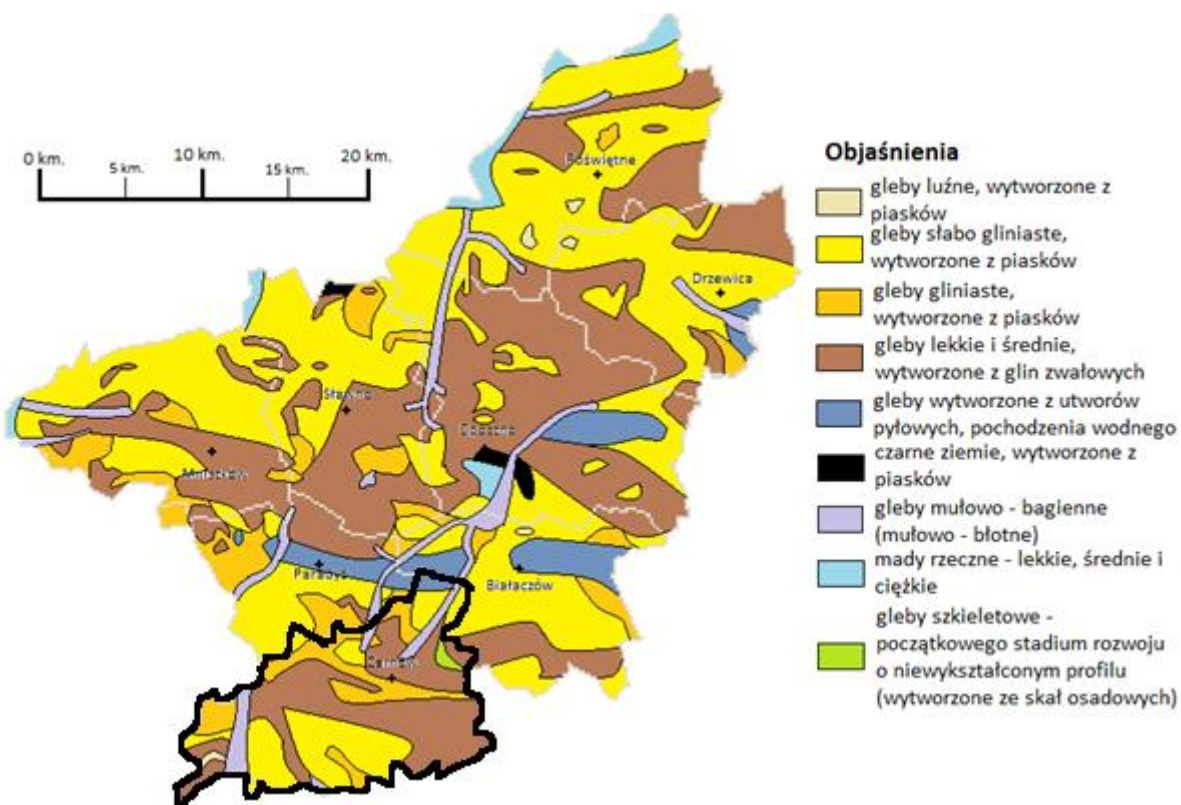 0 km.
5 km.
10 km.
15 km.
20 km.
Drzewica
Paradyż
Białaczów
Objaśnienia
gleby luźne, wytworzone z
piasków
gleby słabo gliniaste,
wytworzone z piasków
gleby gliniaste,
wytworzone z piasków
gleby lekkie i średnie,
wytworzone z glin zwałowych
gleby wytworzone z utworów
pyłowych, pochodzenia wodnego
czarne ziemie, wytworzone z
piasków
gleby mułowo - bagienne
(mułowo - błotne)
mady rzeczne - lekkie, średnie i
ciężkie
gleby szkieletowe -
początkowego stadium rozwoju
o niewykształconym profilu
(wytworzone ze skał osadowych)